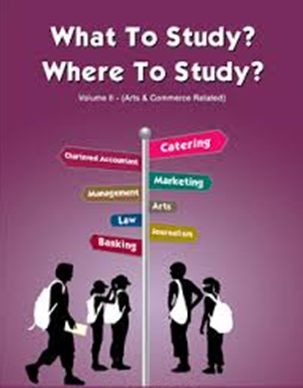 What To Study?
Where To Study?
Volume II - (Arts & Commerce Related)
Catering
Chartered Accountant
Marketing
Management
Arts
Law
Journalism
Banking